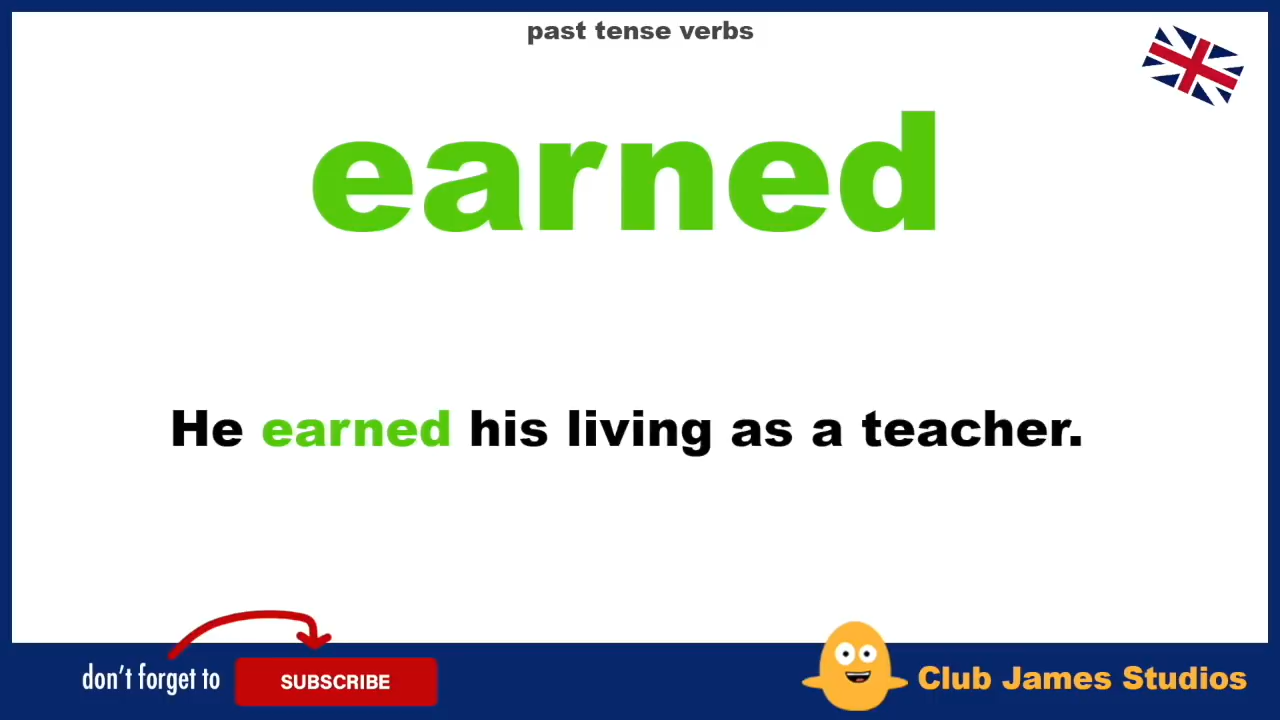 past tense verbs
earned
He earned his living as a teacher.
don't forget to SUBSCRIBE
Club James Studios